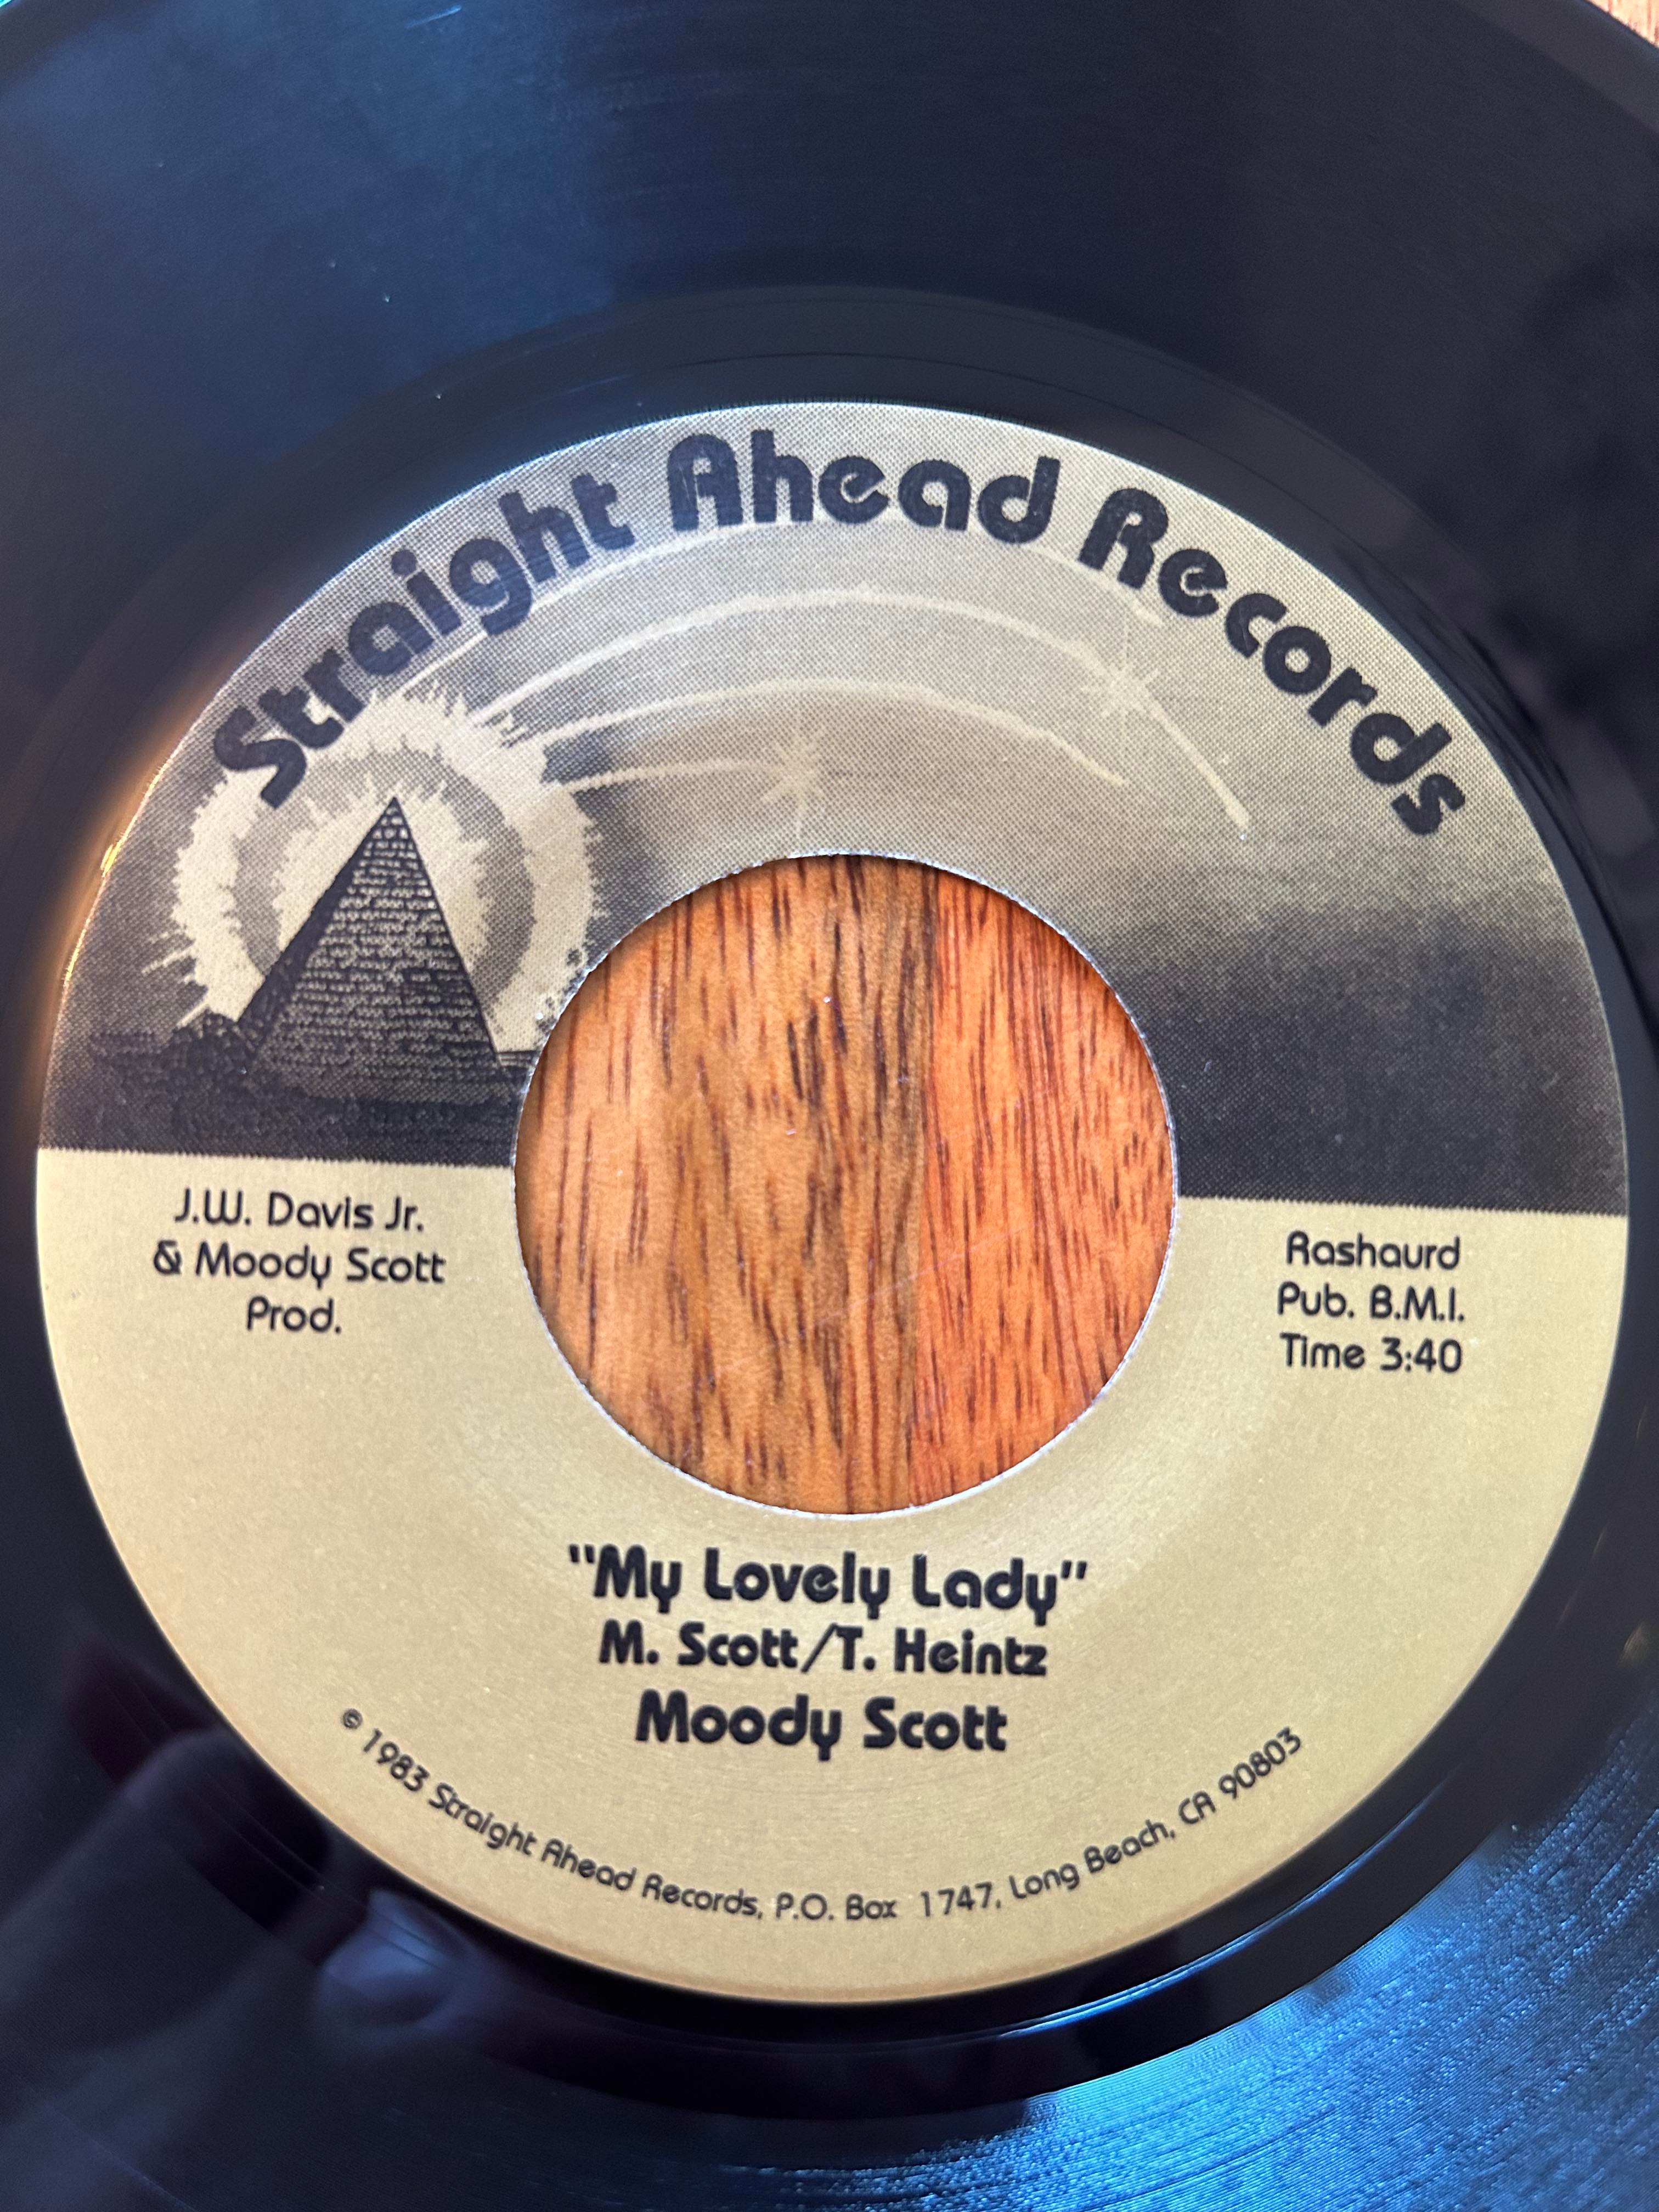 Straight Ahead Records
J.W. Davis Jr.
& Moody Scott
Prod.
Rashaurd
Pub. B.M.I.
Time 3:40
"My Lovely Lady"
M. Scott/T. Heintz
Moody Scott
© 1983 Straight Ahead Records, P.O. Box 1747, Long Beach, CA 90803